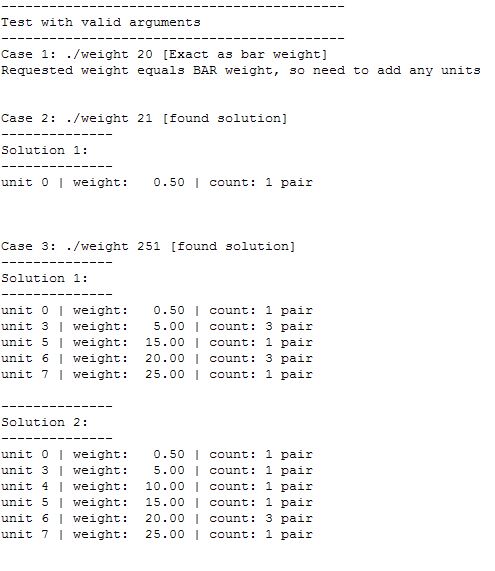 -------------------------------------------
Test with valid arguments
-------------------------------------------
Case 1: ./weight 20 [Exact as bar weight]
Requested weight equals BAR weight, so need to add any units
Case 2: ./weight 21 [found solution]
--------------
Solution 1:
--------------
unit 0 | weight:   0.50 | count: 1 pair
Case 3: ./weight 251 [found solution]
--------------
Solution 1:
--------------
unit 0 | weight:   0.50 | count: 1 pair
unit 3 | weight:   5.00 | count: 3 pair
unit 5 | weight:  15.00 | count: 1 pair
unit 6 | weight:  20.00 | count: 3 pair
unit 7 | weight:  25.00 | count: 1 pair
--------------
Solution 2:
--------------
unit 0 | weight:   0.50 | count: 1 pair
unit 3 | weight:   5.00 | count: 1 pair
unit 4 | weight:  10.00 | count: 1 pair
unit 5 | weight:  15.00 | count: 1 pair
unit 6 | weight:  20.00 | count: 3 pair
unit 7 | weight:  25.00 | count: 1 pair